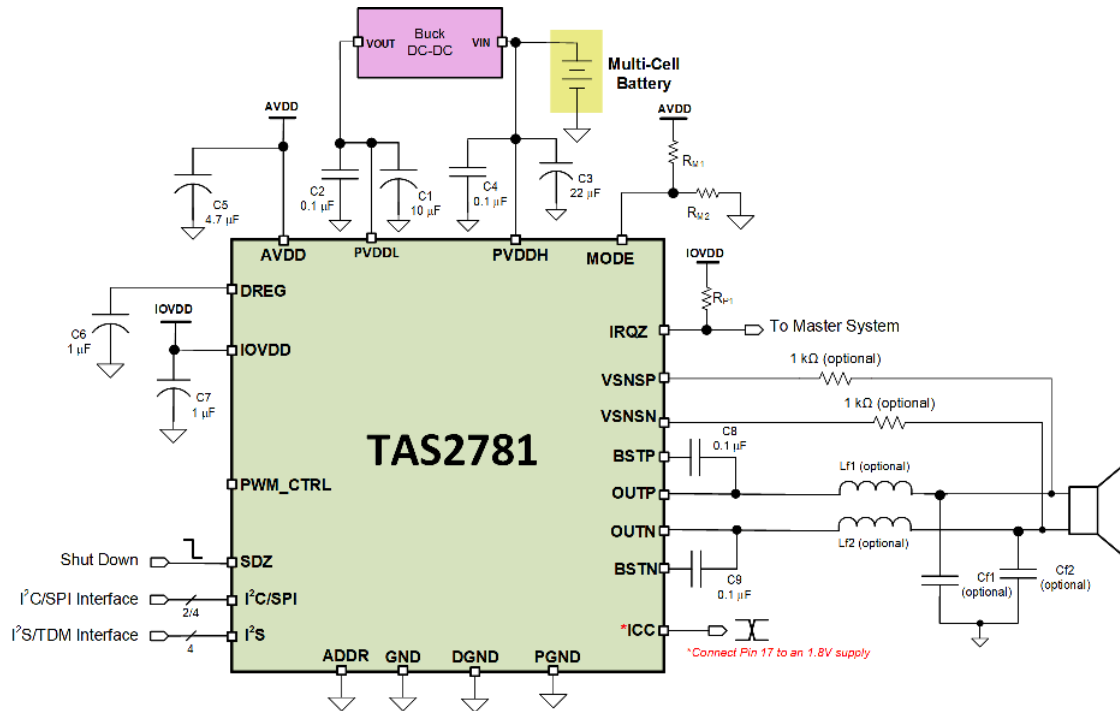 Buck
DC-DC
VOUT
VIN
Multi-Cell
Battery
AVDD
AVDD
C5
4.7 µF
C2
0.1 µF
C1
10 µF
C4
0.1 µF
C3
22 µF
RM1
RM2
AVDD
PVDDL
PVDDH
MODE
DREG
IOVDD
C6
1 µF
IOVDD
C7
1 µF
IOVDD
RP1
IRQZ
To Master System
VSNSP
1 kΩ (optional)
VSNSN
1 kΩ (optional)
TAS2781
BSTP
C8
0.1 µF
PWM_CTRL
OUTP
Lf1 (optional)
OUTN
Lf2 (optional)
BSTN
C9
0.1 µF
Cf1
(optional)
Cf2
(optional)
Shut Down
SDZ
I²C/SPI Interface
2/4
I²C/SPI
I²S/TDM Interface
4
I²S
*ICC
*Connect Pin 17 to an 1.8V supply
ADDR
GND
DGND
PGND